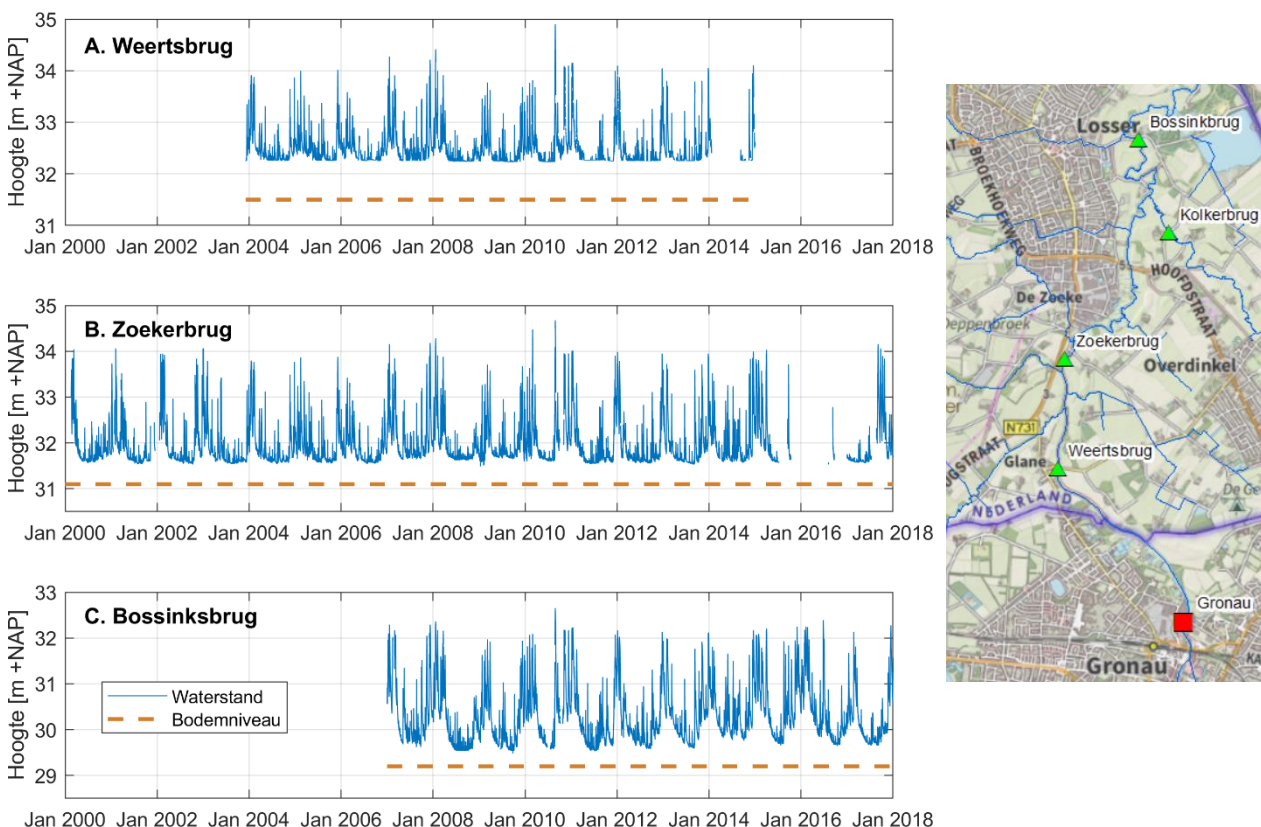 A. Weertsbrug
Hoogte [m +NAP]
35
34
33
32
31
Jan 2000 Jan 2002 Jan 2004 Jan 2006 Jan 2008 Jan 2010 Jan 2012 Jan 2014 Jan 2016 Jan 2018
B. Zoekerbrug
Hoogte [m +NAP]
35
34
33
32
31
Jan 2000 Jan 2002 Jan 2004 Jan 2006 Jan 2008 Jan 2010 Jan 2012 Jan 2014 Jan 2016 Jan 2018
C. Bossinksbrug
Hoogte [m +NAP]
33
32
31
30
29
Waterstand
Bodemniveau
Jan 2000 Jan 2002 Jan 2004 Jan 2006 Jan 2008 Jan 2010 Jan 2012 Jan 2014 Jan 2016 Jan 2018
Losser
Bossinkbrug
BROEKHOEKWEG
Kolkerbrug
HOOFDSTRAAT
De Zoeke
Zoekerbrug
Overdinkel
N731
Glane
Weertsbrug
NEDERLAND
Gronau
Gronau